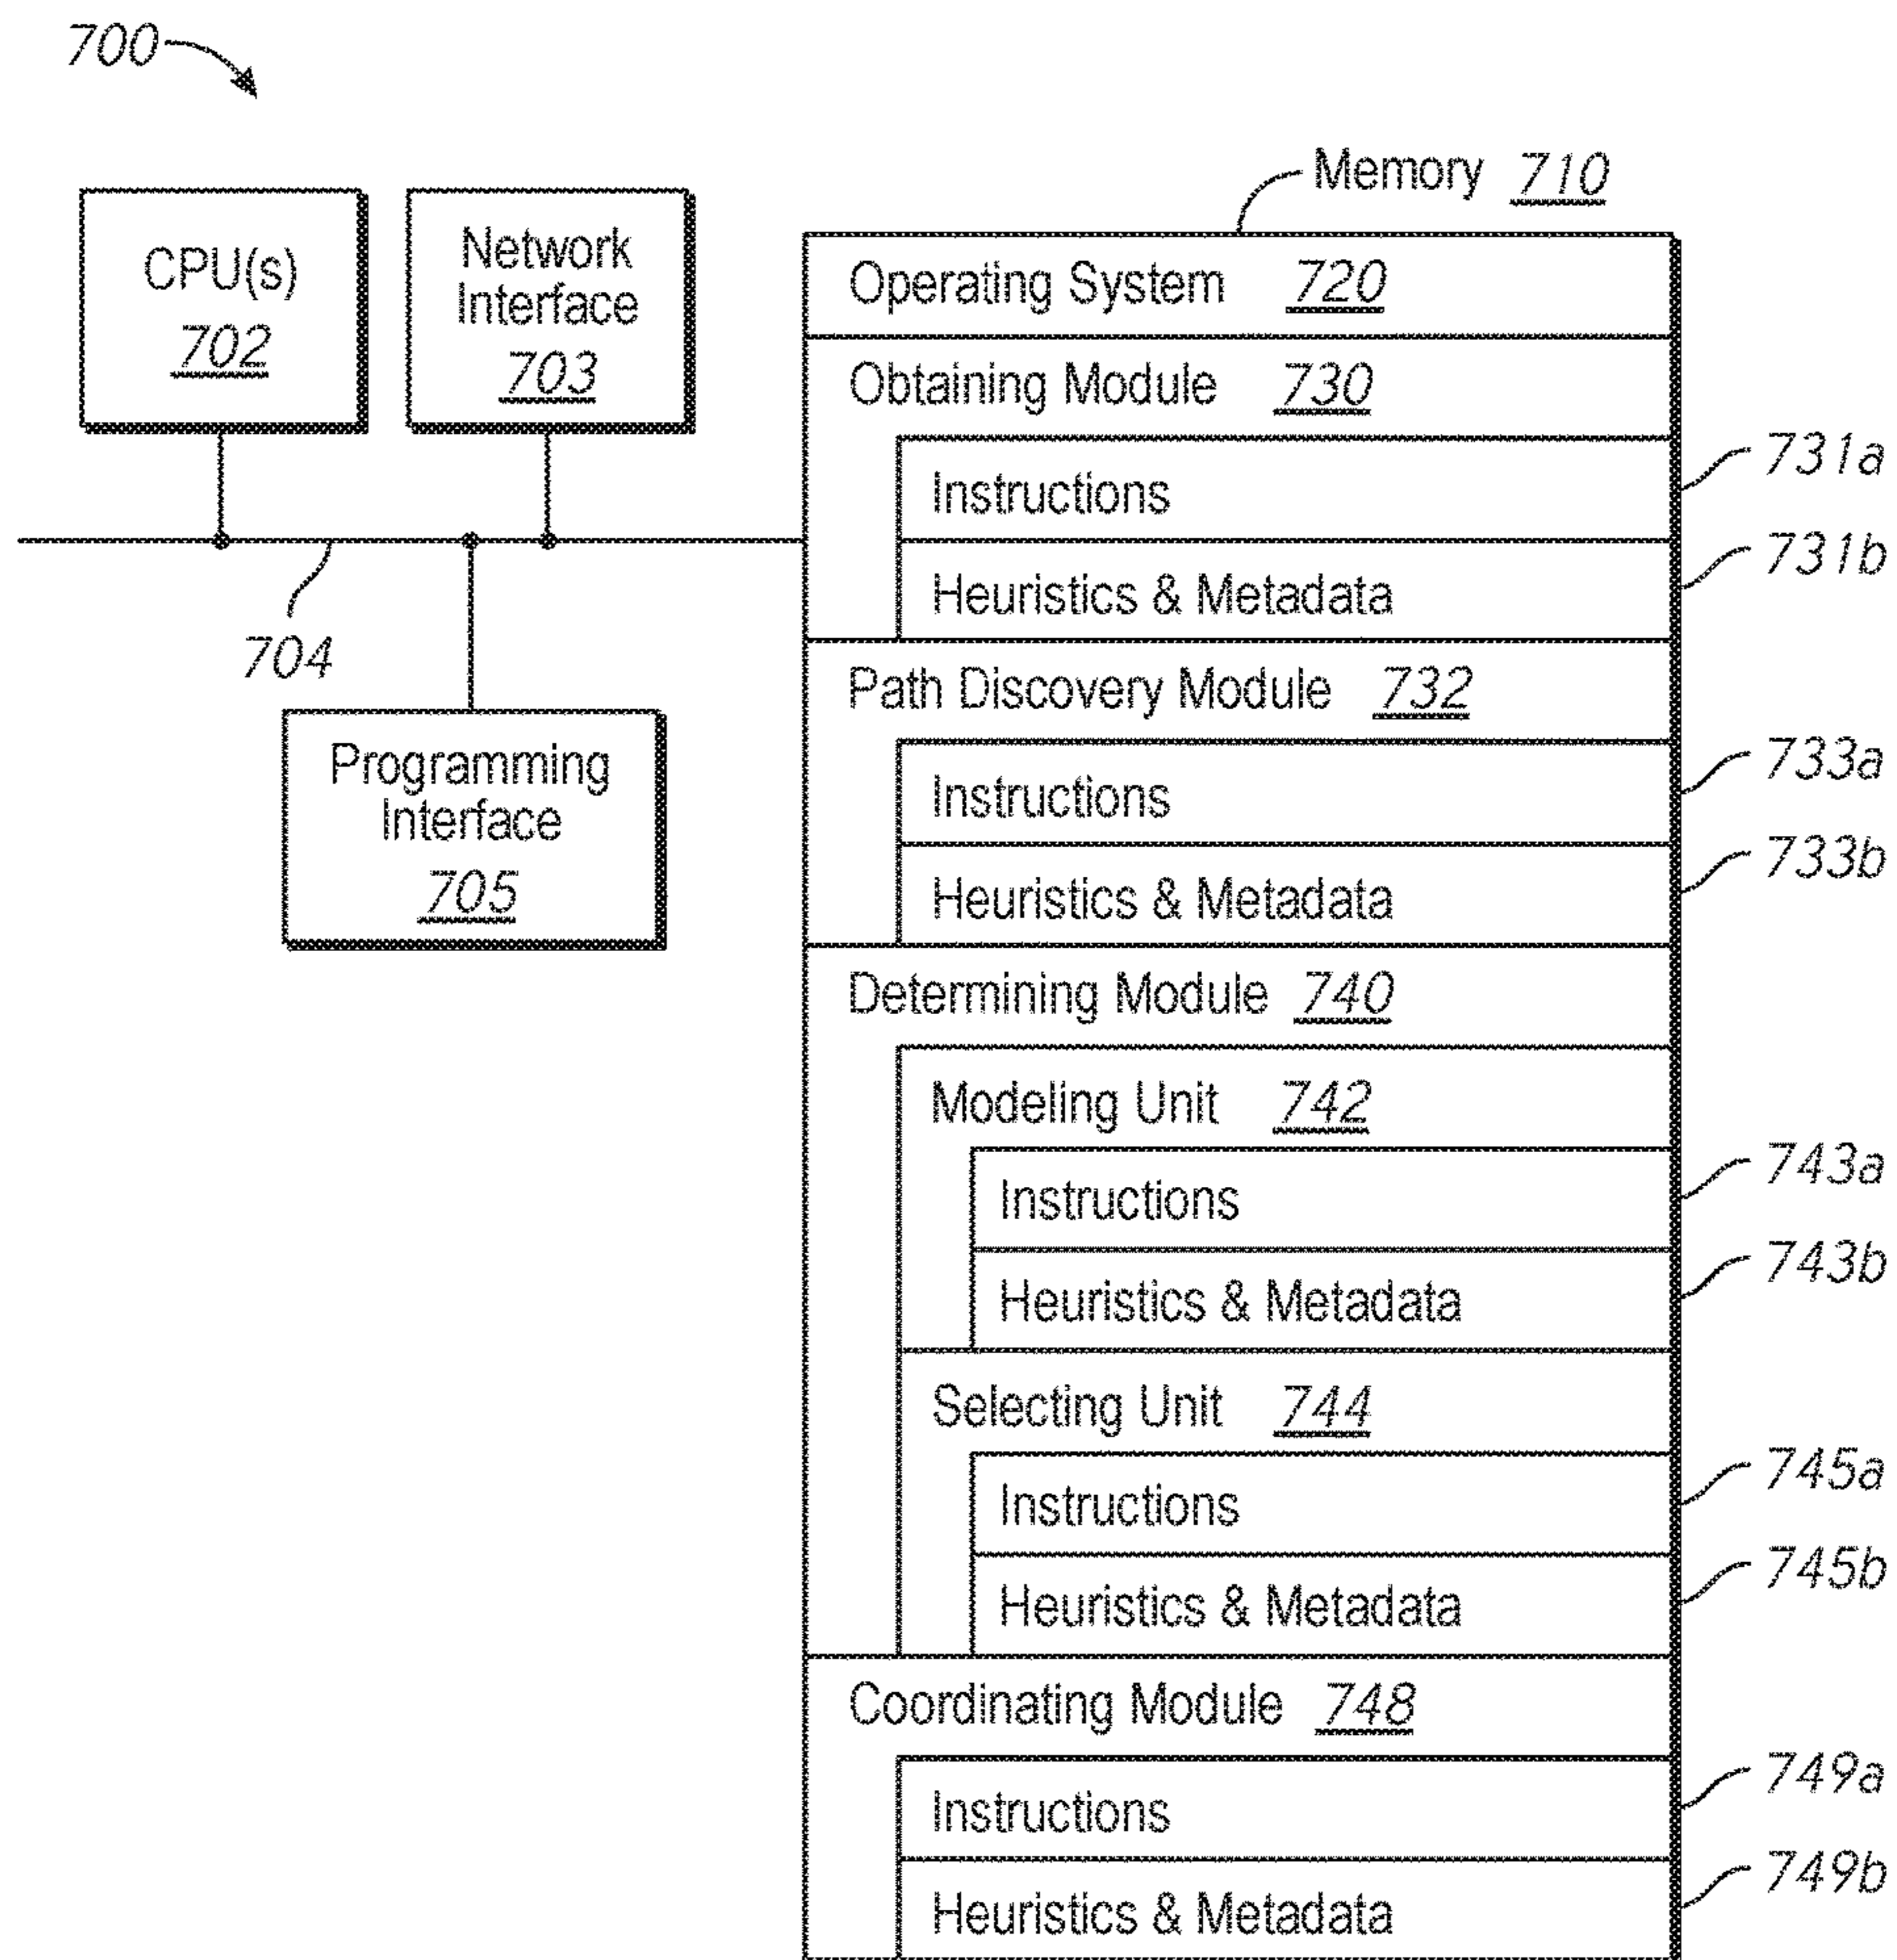 700
CPU(s)
702
Network
Interface
703
704
Programming
Interface
705
Memory 710
Operating System 720
Obtaining Module 730
Instructions 731a
Heuristics & Metadata 731b
Path Discovery Module 732
Instructions 733a
Heuristics & Metadata 733b
Determining Module 740
Modeling Unit 742
Instructions 743a
Heuristics & Metadata 743b
Selecting Unit 744
Instructions 745a
Heuristics & Metadata 745b
Coordinating Module 748
Instructions 749a
Heuristics & Metadata 749b